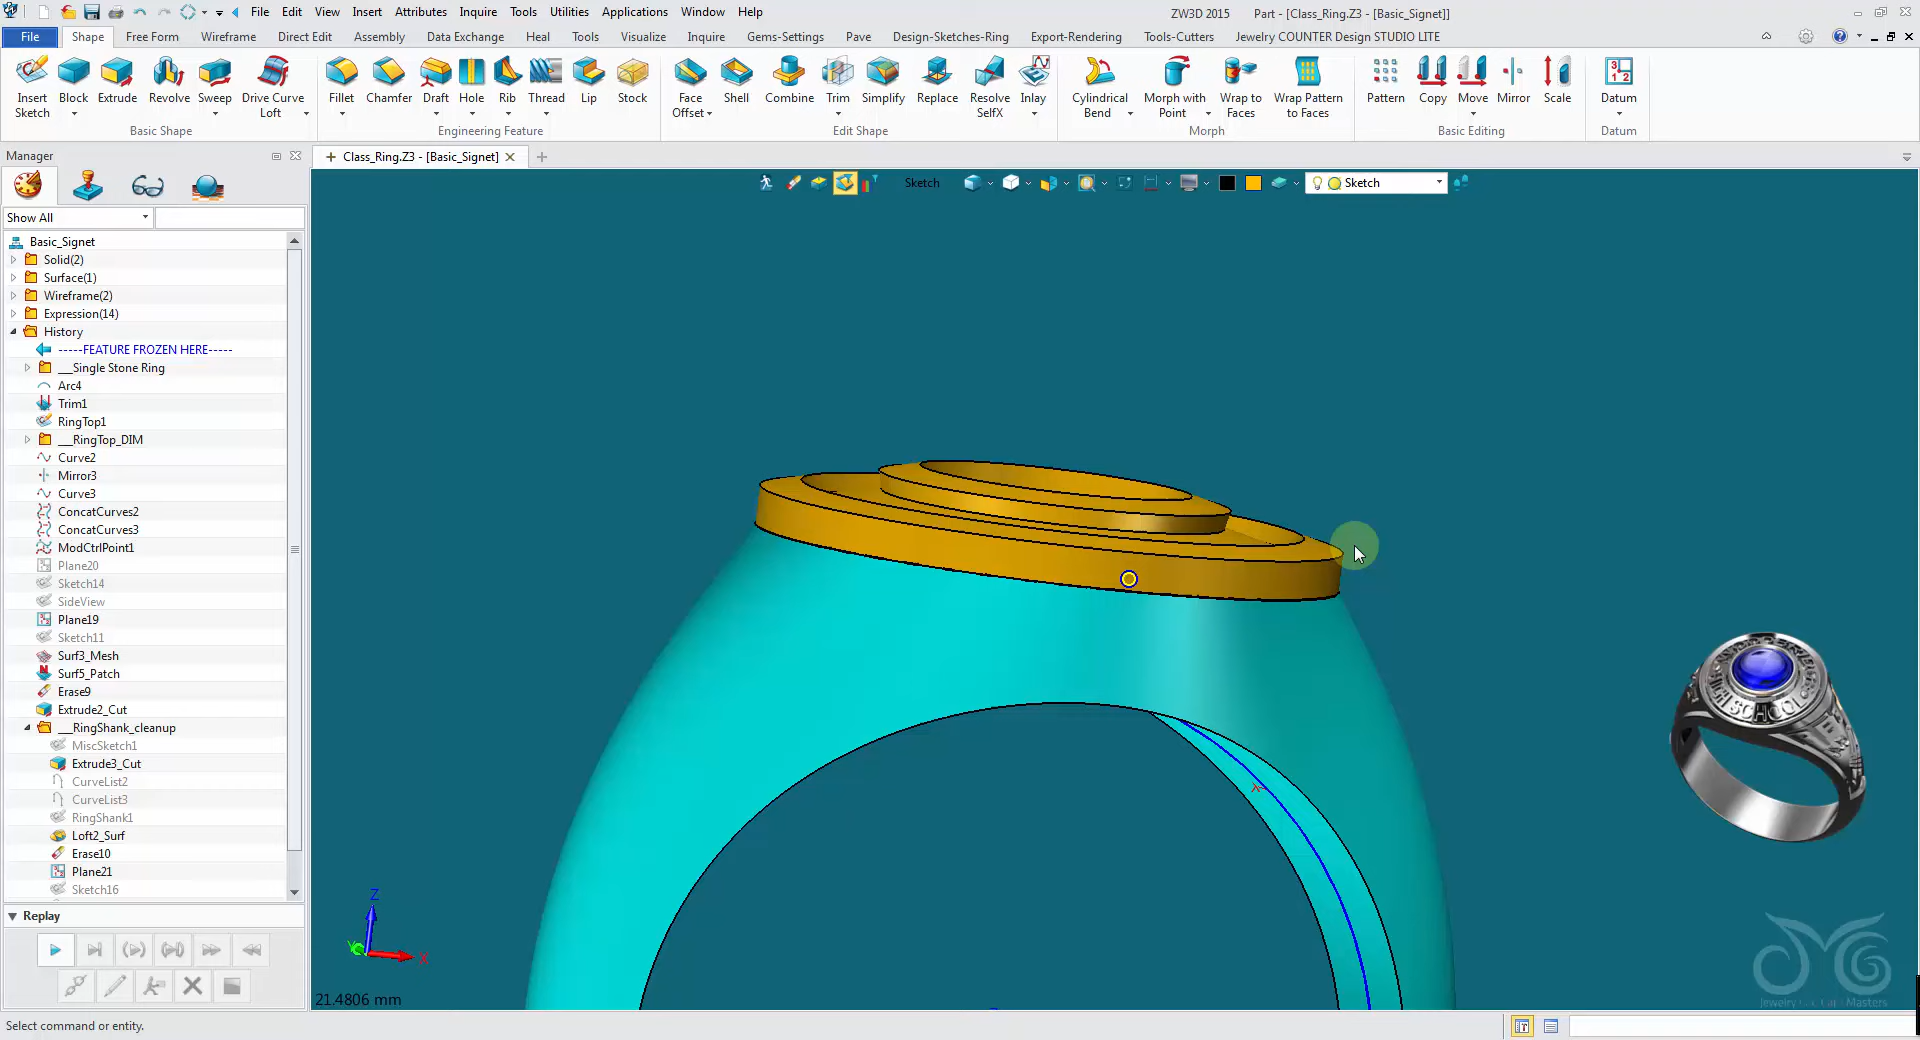 File Edit View Insert Attributes Inquire Tools Utilities Applications Window Help
ZW3D 2015 Part - [Class_Ring.Z3 - [Basic_Signet]]
File Shape Free Form Wireframe Direct Edit Assembly Data Exchange Heal Tools Visualize Inquire Gems-Settings Pave Design-Sketches-Ring Export-Rendering Tools-Cutters Jewelry COUNTER Design STUDIO LITE
Insert Sketch Block Extrude Revolve Sweep Drive Curve Loft Fillet Chamfer Draft Hole Rib Thread Lip Stock Face Offset Shell Combine Trim Simplify Replace Resolve SelfX Inlay Cylindrical Bend Morph with Point Wrap to Faces Wrap Pattern to Faces Pattern Copy Move Mirror Scale Datum
Basic Shape Engineering Feature Edit Shape Morph Basic Editing Datum
Manager
Class_Ring.Z3 - [Basic_Signet]
Sketch Sketch
Show All
Basic_Signet
Solid(2)
Surface(1)
Wireframe(2)
Expression(14)
History
-----FEATURE FROZEN HERE-----
___Single Stone Ring
Arc4
Trim1
RingTop1
___RingTop_DIM
Curve2
Mirror3
Curve3
ConcatCurves2
ConcatCurves3
ModCtrlPoint1
Plane20
Sketch14
SideView
Plane19
Sketch11
Surf3_Mesh
Surf5_Patch
Erase9
Extrude2_Cut
___RingShank_cleanup
MiscSketch1
Extrude3_Cut
CurveList2
CurveList3
RingShank1
Loft2_Surf
Erase10
Plane21
Sketch16
Replay
Z
Y
X
21.4806 mm
SCHOOL
Jewelry
Masters
Select command or entity.